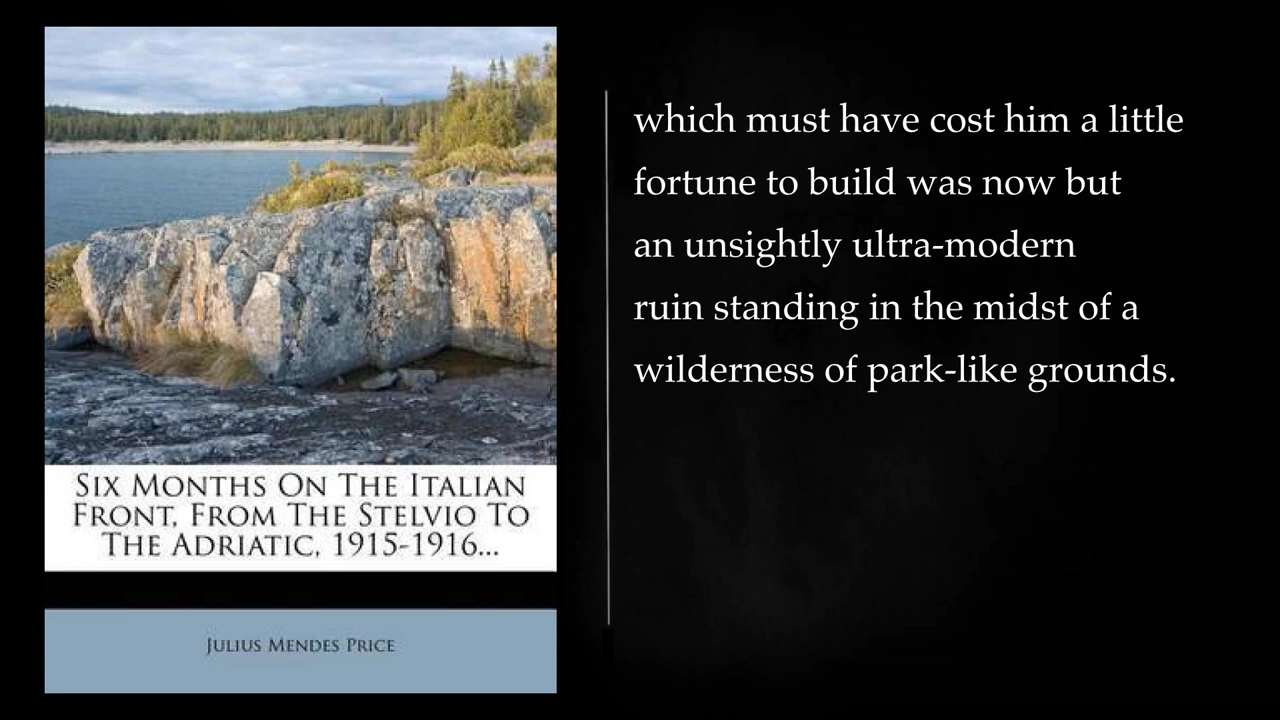 which must have cost him a little
fortune to build was now but
an unsightly ultra-modern
ruin standing in the midst of a
wilderness of park-like grounds.
Six Months On The Italian
Front, From The Stelvio To
The Adriatic, 1915-1916...
Julius Mendes Price